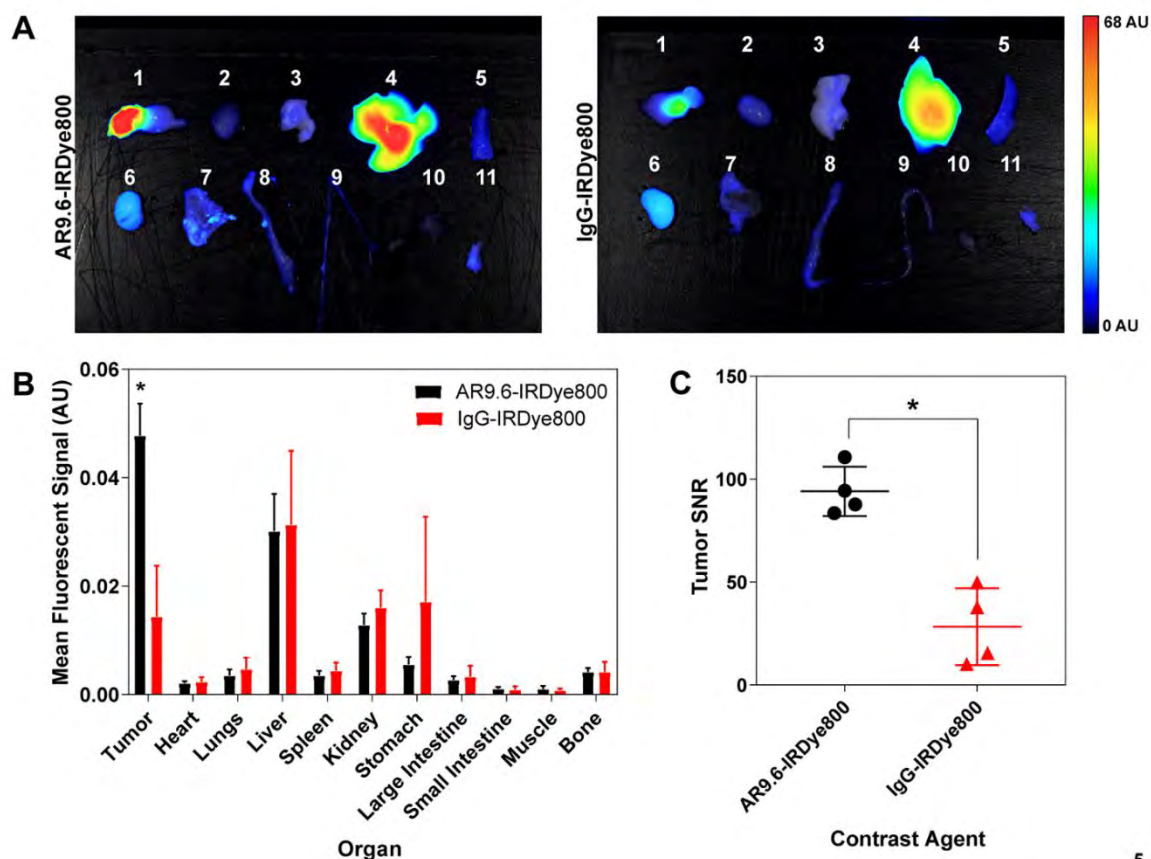 A
AR9.6-IRDye800
1 2 3 4 5
6 7 8 9 10 11
IgG-IRDye800
1 2 3 4 5
6 7 8 9 10 11
68 AU
0 AU
B
Mean Fluorescent Signal (AU)
0.06
0.04
0.02
0.00
*
AR9.6-IRDye800
IgG-IRDye800
Tumor
Heart
Lungs
Liver
Spleen
Kidney
Stomach
Large Intestine
Small Intestine
Muscle
Bone
Organ
C
Tumor SNR
150
100
50
0
*
AR9.6-IRDye800
IgG-IRDye800
Contrast Agent
5